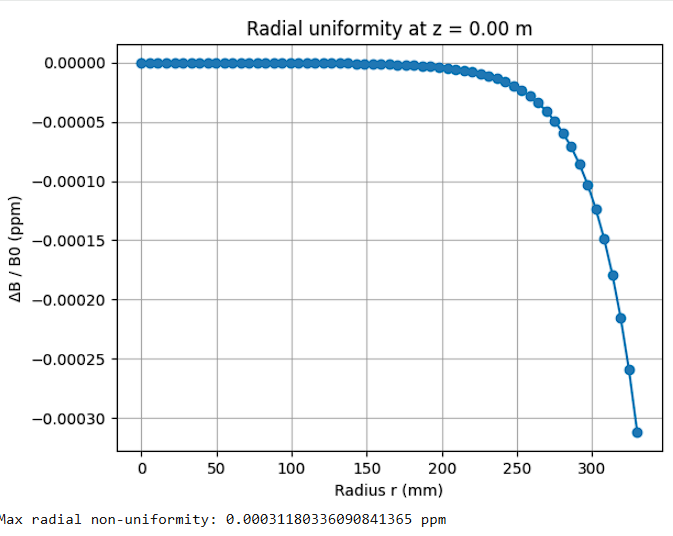 Radial uniformity at z = 0.00 m
0.00000
−0.00005
−0.00010
−0.00015
−0.00020
−0.00025
−0.00030
ΔB / B0 (ppm)
0 50 100 150 200 250 300
Radius r (mm)
Max radial non-uniformity: 0.00031180336090841365 ppm